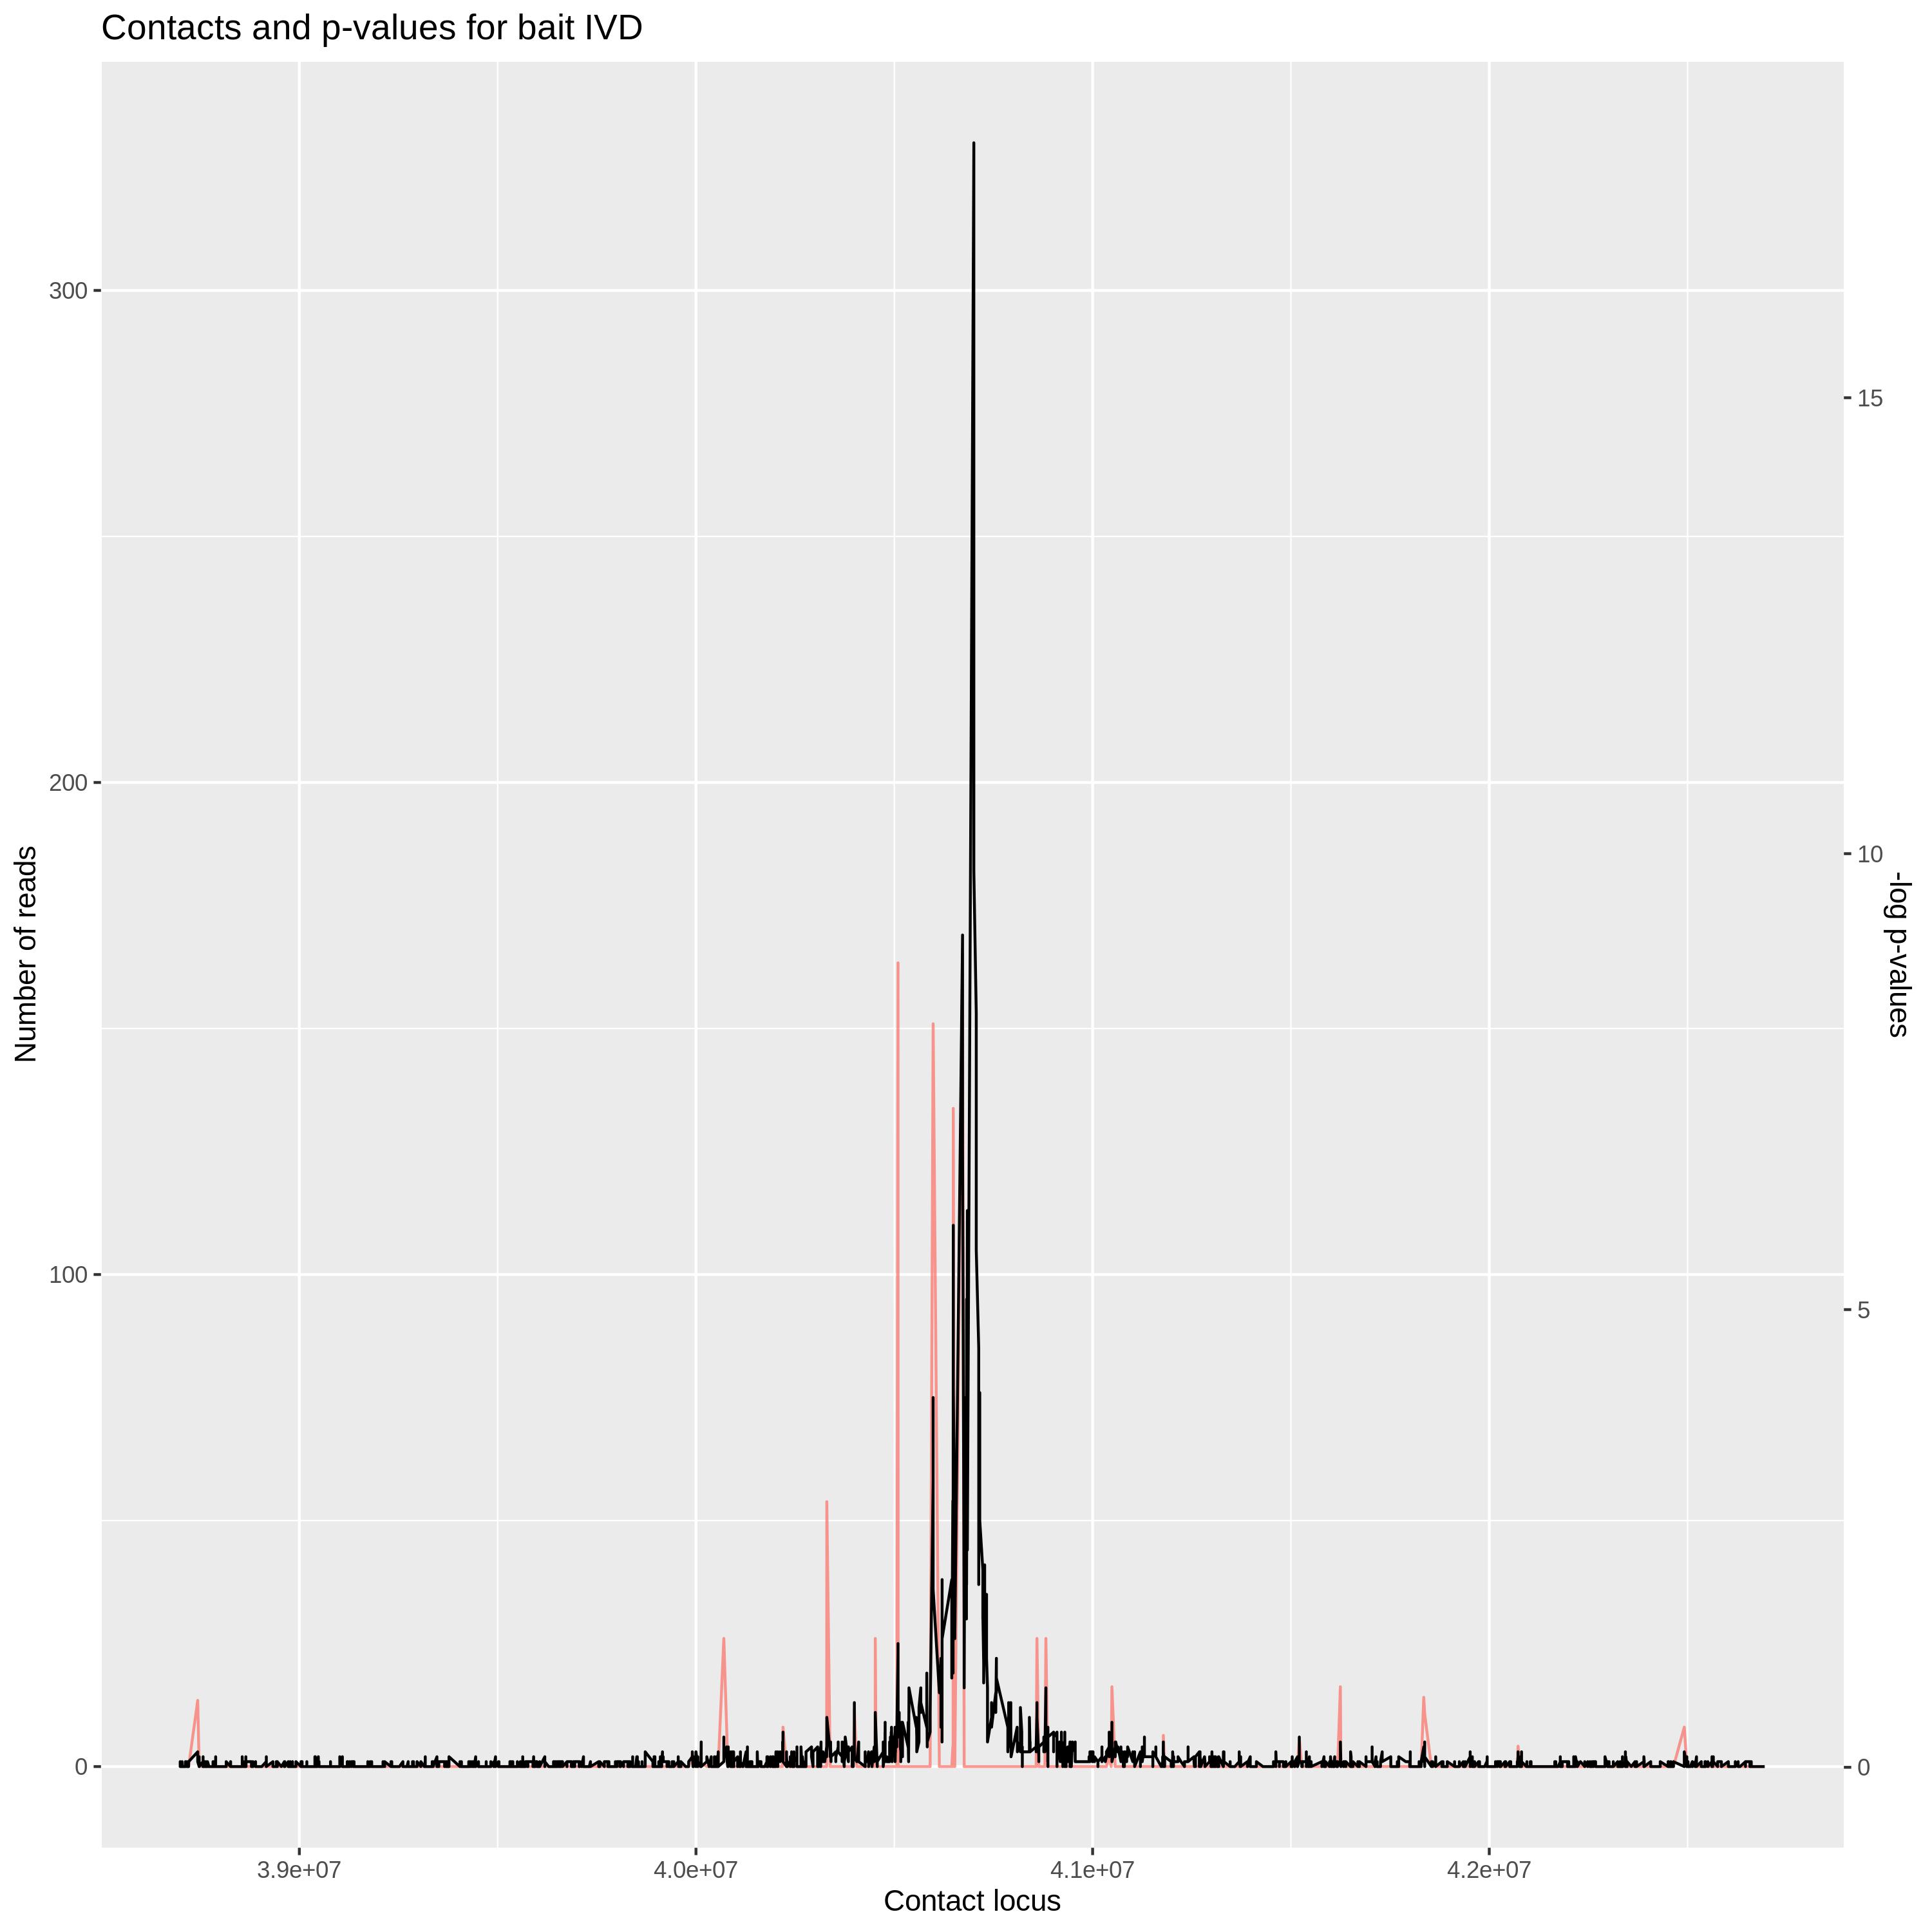 Contacts and p-values for bait IVD
300
200
100
0
Number of reads
15
10
5
0
-log p-values
3.9e+07
4.0e+07
4.1e+07
4.2e+07
Contact locus